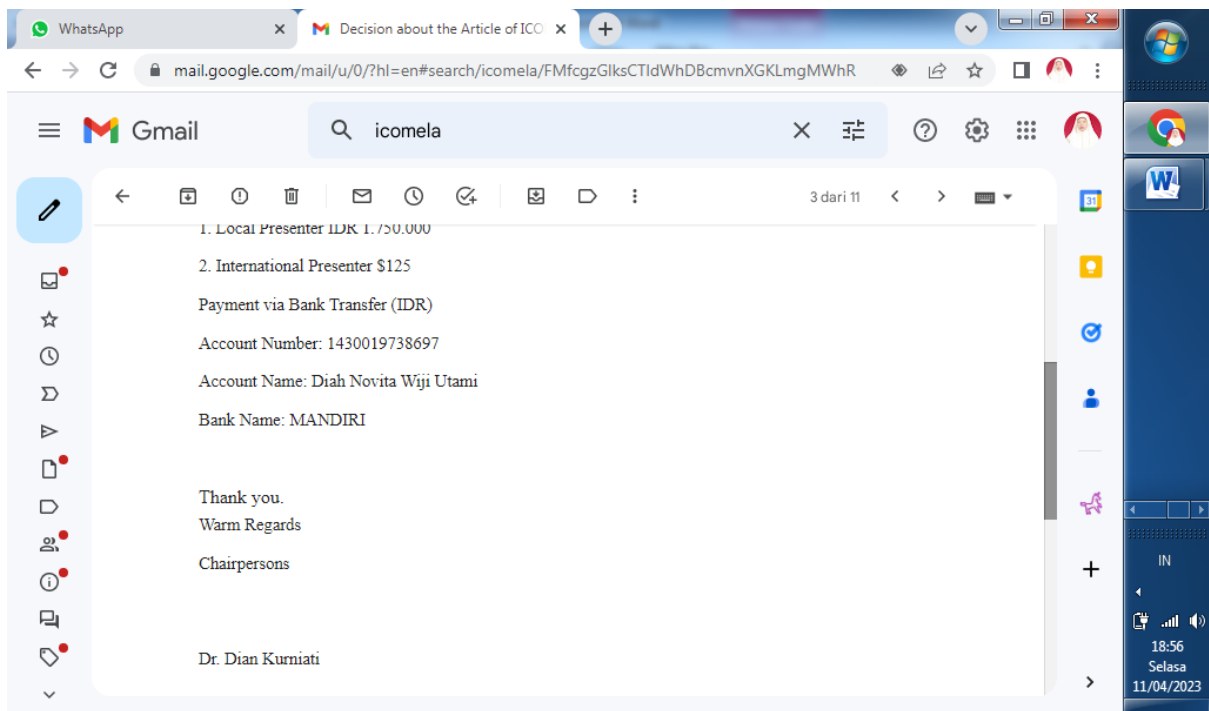 WhatsApp
Decision about the Article of ICO
mail.google.com/mail/u/0/?hl=en#search/icomela/FMfcgzGlksCTldWhDBcmvnXGKLmgMWhR
Gmail
icomela
3 dari 11
31
1. Local Presenter IDR 1.750.000
2. International Presenter $125
Payment via Bank Transfer (IDR)
Account Number: 1430019738697
Account Name: Diah Novita Wiji Utami
Bank Name: MANDIRI
Thank you.
Warm Regards
Chairpersons
Dr. Dian Kurniati
W
IN
18:56
Selasa
11/04/2023